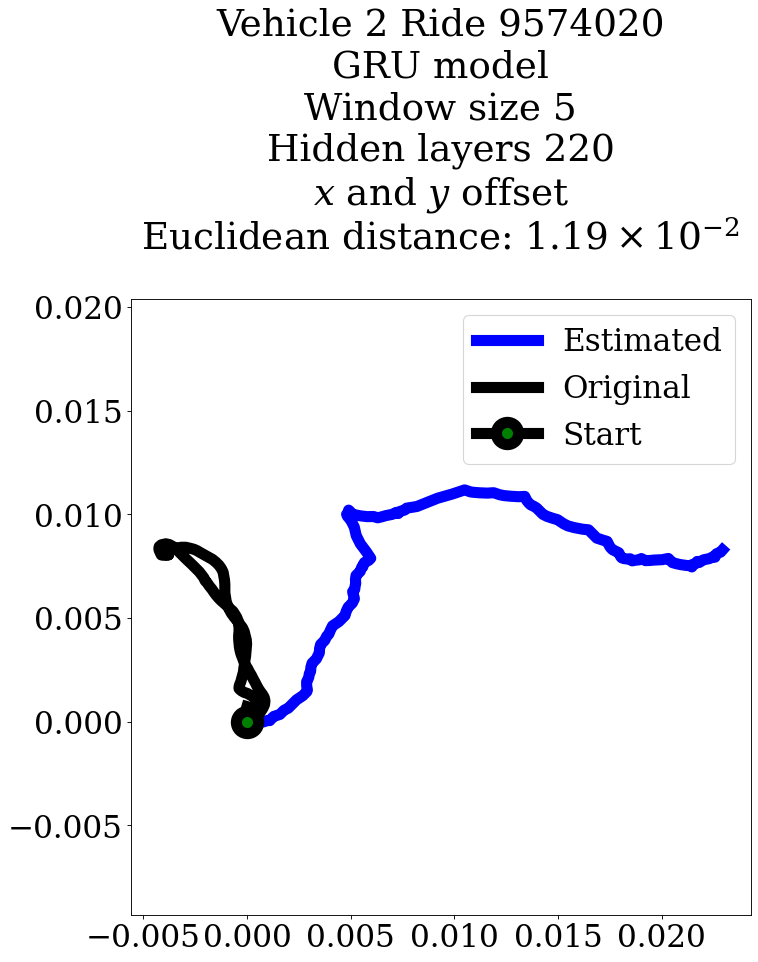 Vehicle 2 Ride 9574020
GRU model
Window size 5
Hidden layers 220
x and y offset
Euclidean distance: 1.19 × 10⁻²
0.020
0.015
0.010
0.005
0.000
−0.005
Estimated
Original
Start
−0.005 0.000 0.005 0.010 0.015 0.020